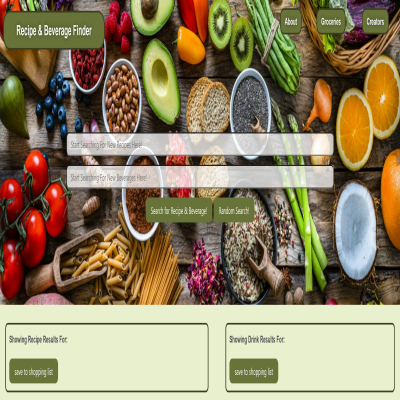 Recipe & Beverage Finder
About
Groceries
Creators
Start Searching For New Recipes Here!
Start Searching For New Beverages Here!
Search for Recipe & Beverage!
Random Search!
Showing Recipe Results For:
save to shopping list
Showing Drink Results For:
save to shopping list